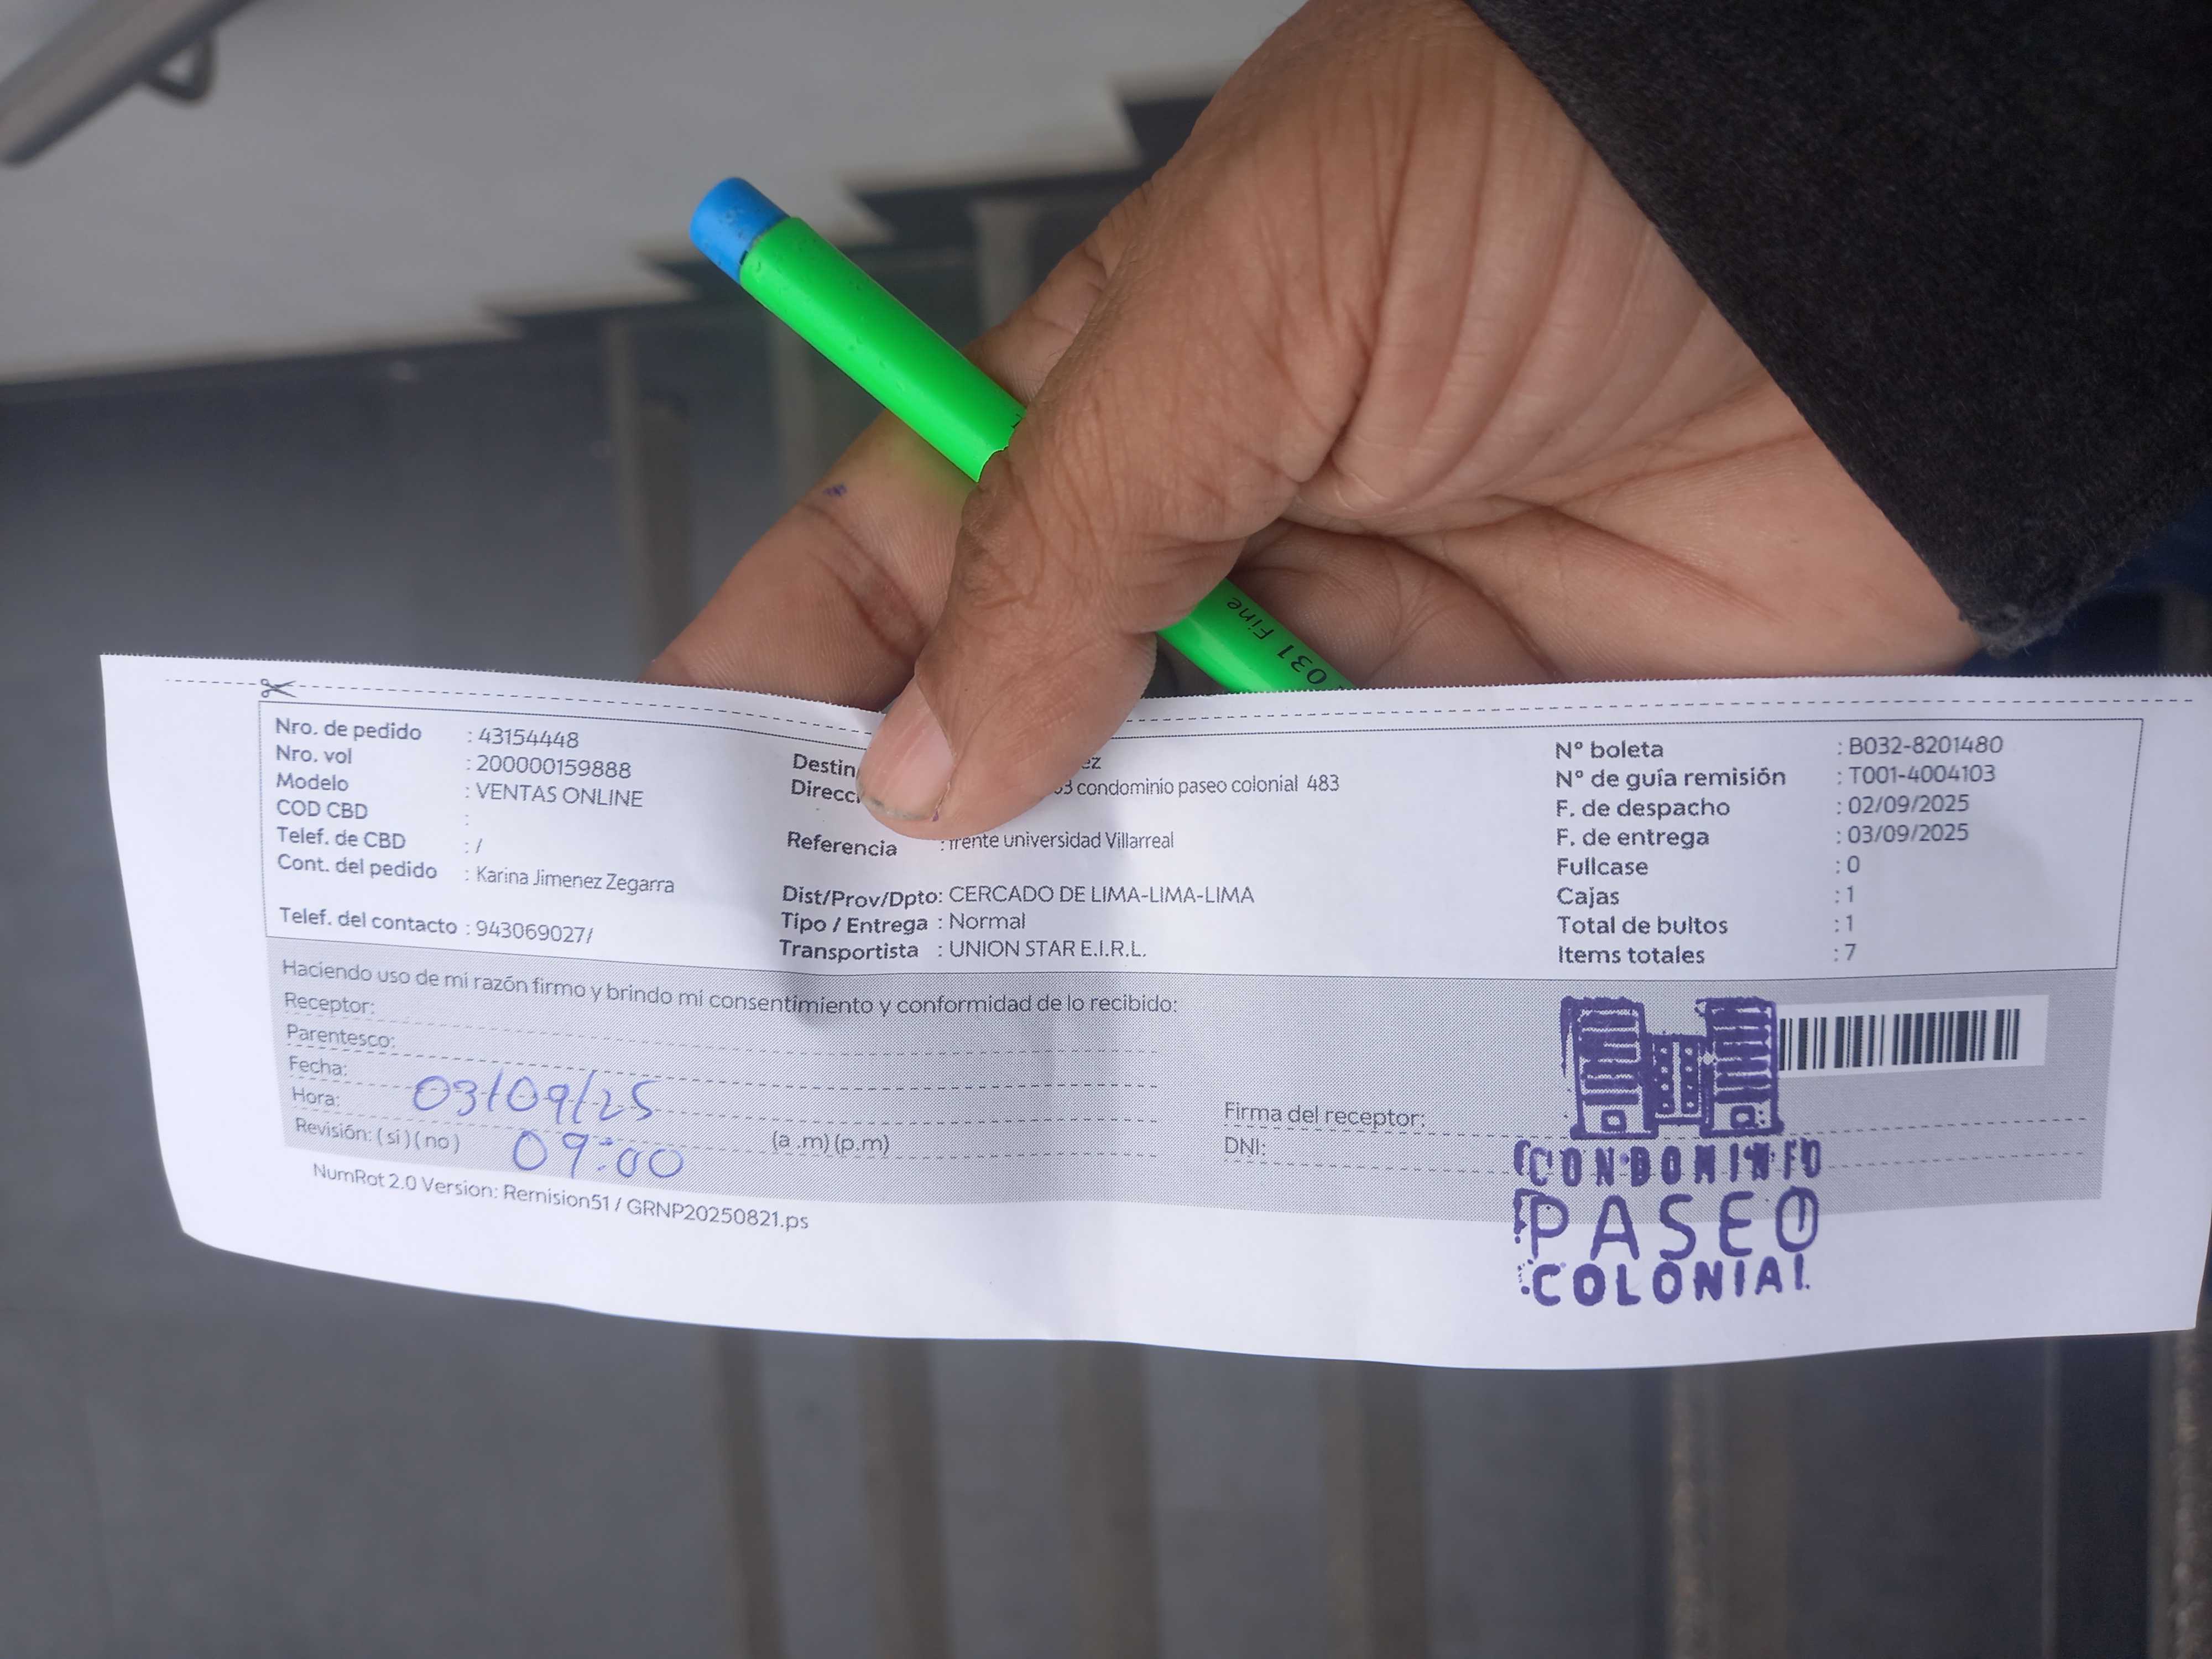 Nro. de pedido : 43154448
Nro. vol : 200000159888
Modelo : VENTAS ONLINE
COD CBD :
Telef. de CBD : /
Cont. del pedido : Karina Jimenez Zegarra
Telef. del contacto : 943069027/
condominio paseo colonial 483
Referencia : frente universidad Villarreal
Dist/Prov/Dpto: CERCADO DE LIMA-LIMA-LIMA
Tipo / Entrega : Normal
Transportista : UNION STAR E.I.R.L.
N° boleta : B032-8201480
N° de guía remisión : T001-4004103
F. de despacho : 02/09/2025
F. de entrega : 03/09/2025
Fullcase : 0
Cajas : 1
Total de bultos : 1
Items totales : 7
Haciendo uso de mi razón firmo y brindo mi consentimiento y conformidad de lo recibido:
Receptor:
Parentesco:
Fecha: 03/09/25
Hora: 09:00 (a .m) (p.m)
Revisión: ( si ) ( no )
Firma del receptor:
DNI:
CONDOMINIO
PASEO
COLONIAL
NumRot 2.0 Version: Remision51 / GRNP20250821.ps
031 Fine